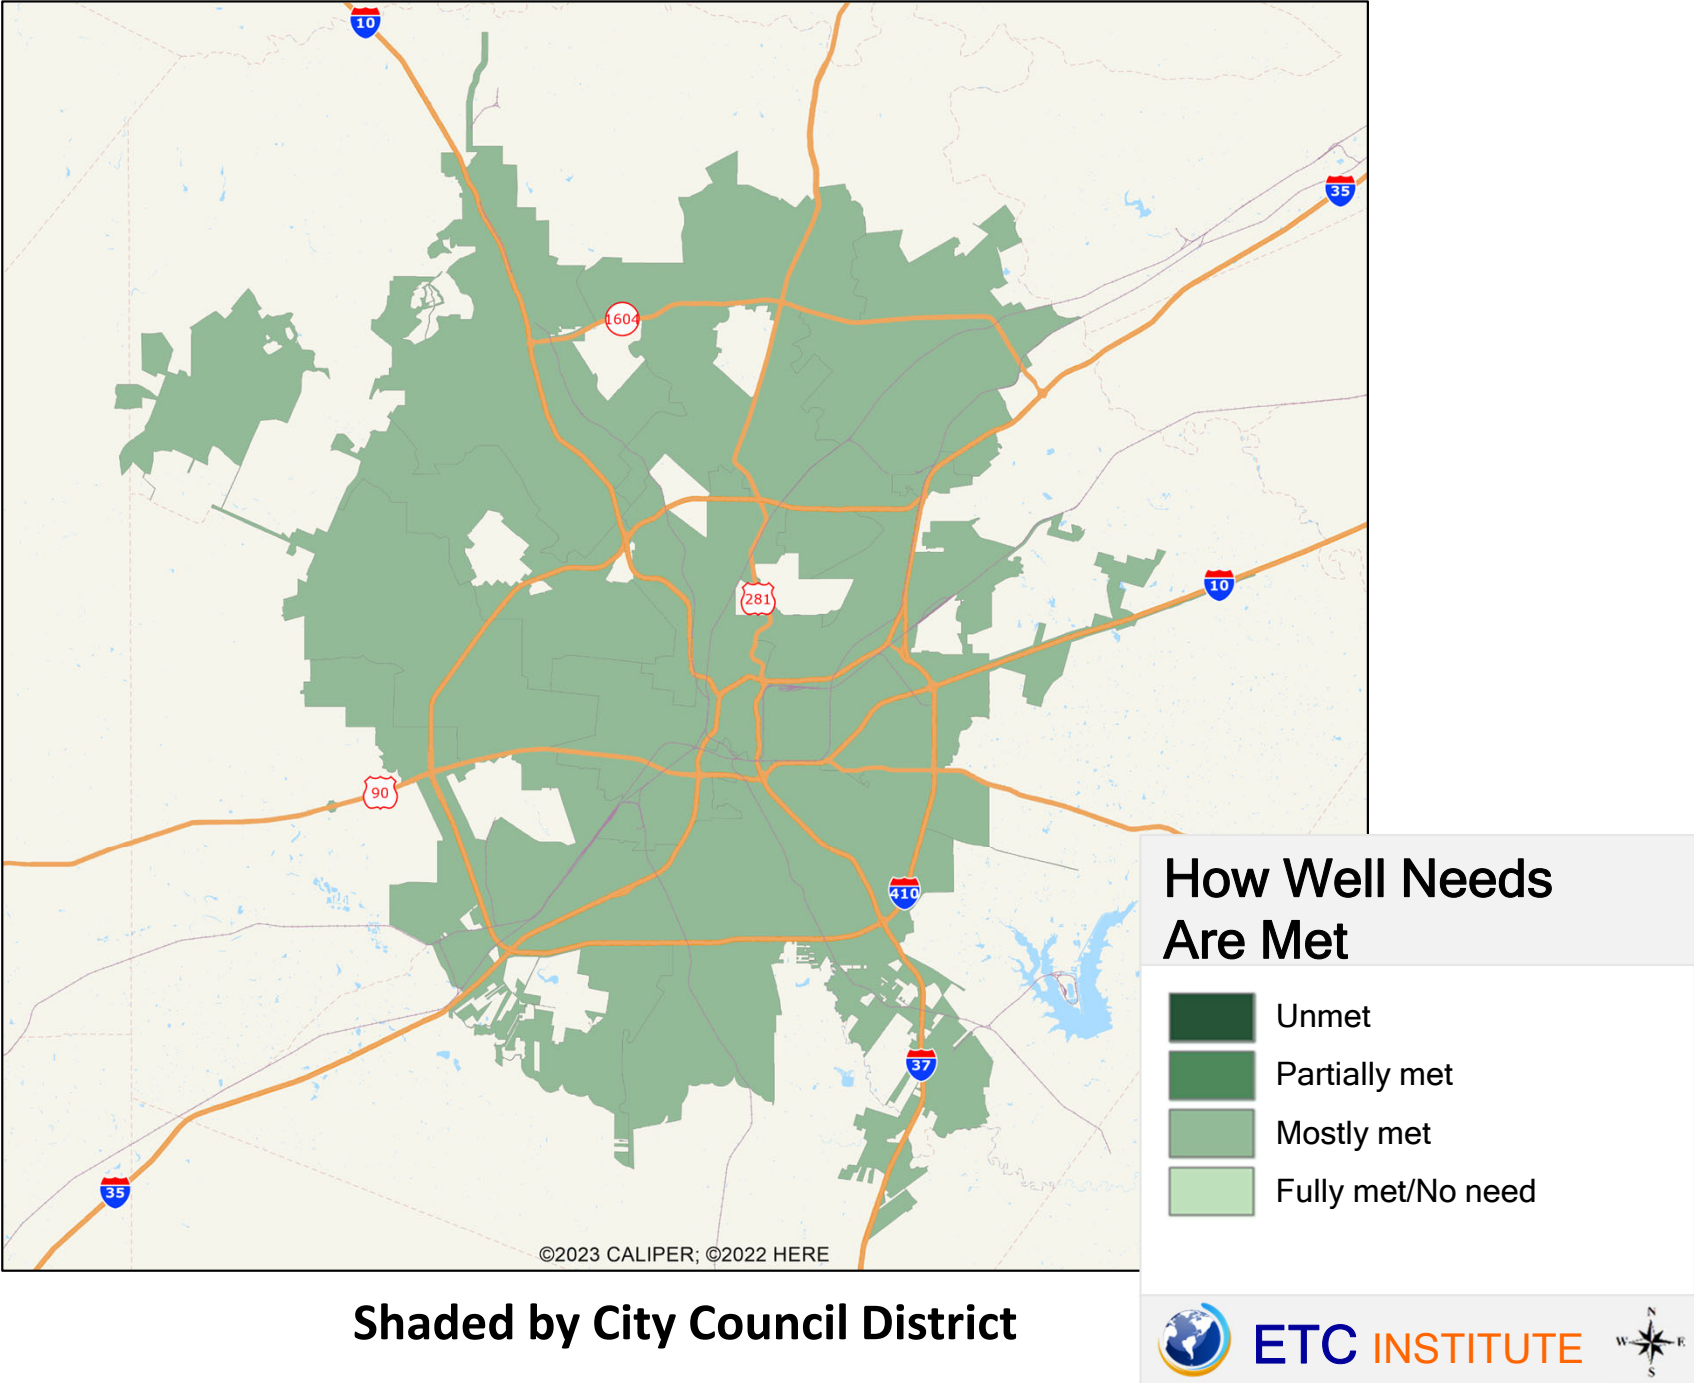 10
35
1604
281
10
90
410
37
35
©2023 CALIPER; ©2022 HERE
How Well Needs
Are Met
Unmet
Partially met
Mostly met
Fully met/No need
Shaded by City Council District
ETC INSTITUTE
N
W E
S